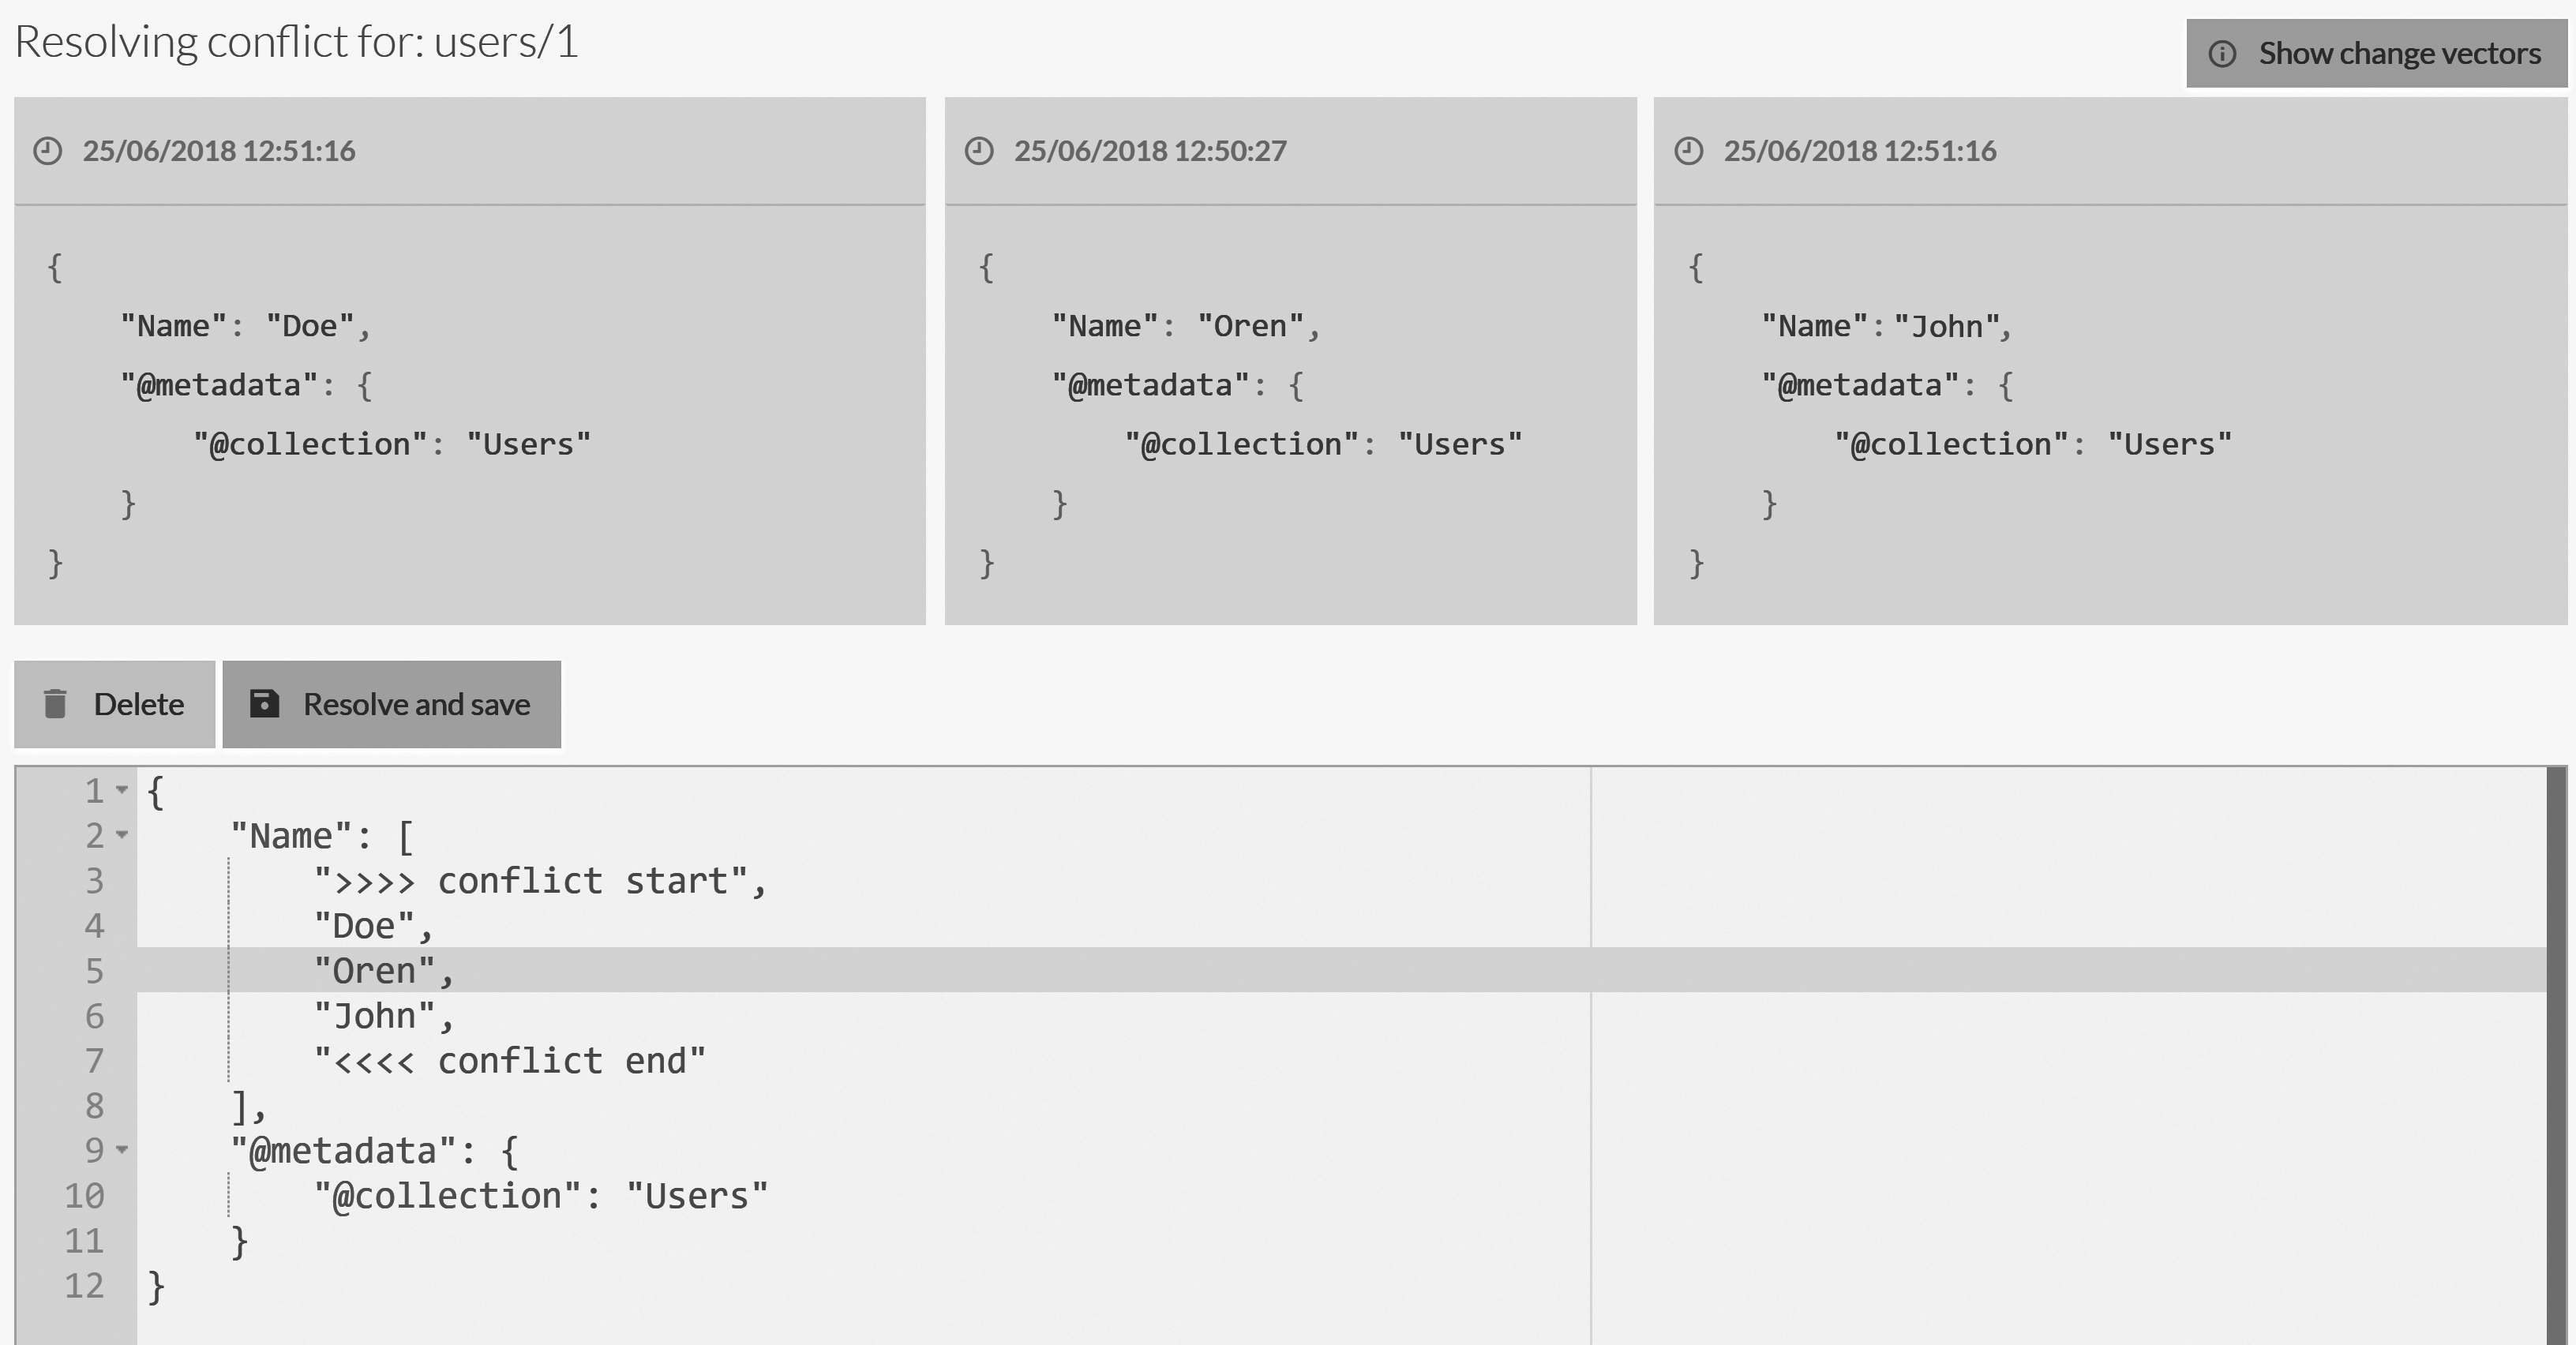 Resolving conflict for: users/1
Show change vectors
25/06/2018 12:51:16
{
"Name": "Doe",
"@metadata": {
"@collection": "Users"
}
}
25/06/2018 12:50:27
{
"Name": "Oren",
"@metadata": {
"@collection": "Users"
}
}
25/06/2018 12:51:16
{
"Name": "John",
"@metadata": {
"@collection": "Users"
}
}
Delete
Resolve and save
1 {
2 "Name": [
3 ">>>> conflict start",
4 "Doe",
5 "Oren",
6 "John",
7 "<<<< conflict end"
8 ],
9 "@metadata": {
10 "@collection": "Users"
11 }
12 }